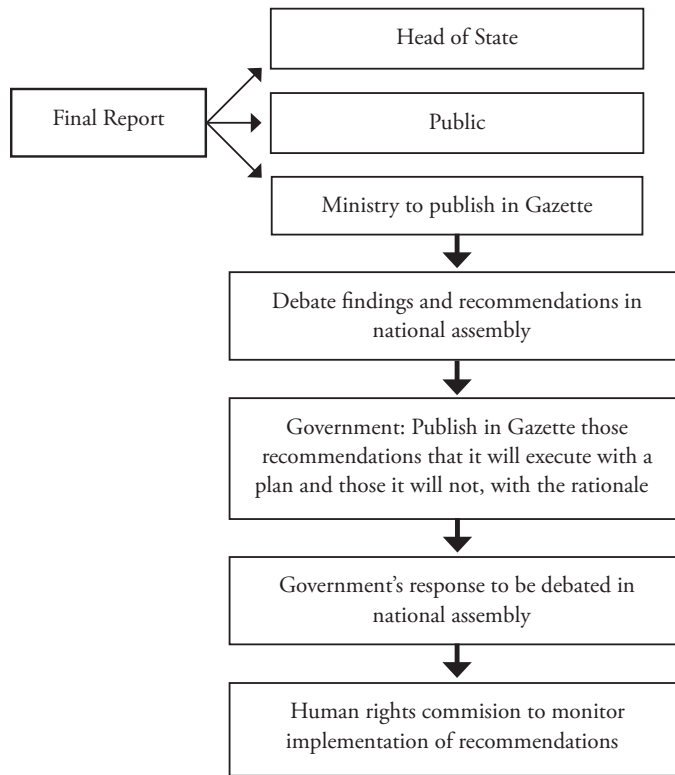 Head of State
Final Report
Public
Ministry to publish in Gazette
Debate findings and recommendations in
national assembly
Government: Publish in Gazette those
recommendations that it will execute with a
plan and those it will not, with the rationale
Government’s response to be debated in
national assembly
Human rights commision to monitor
implementation of recommendations